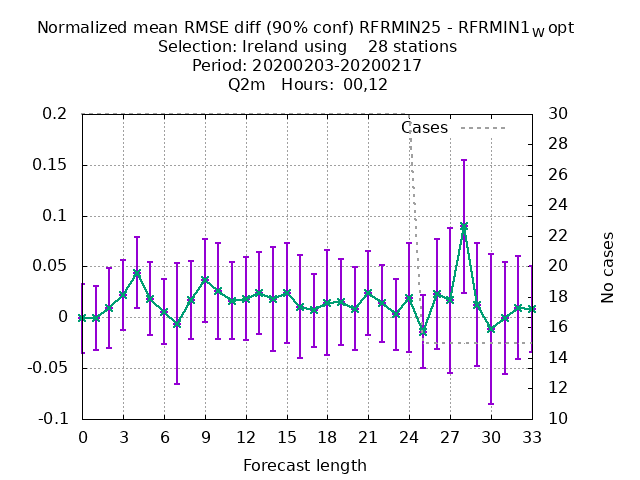 Normalized mean RMSE diff (90% conf) RFRMIN25 - RFRMIN1w opt
Selection: Ireland using 28 stations
Period: 20200203-20200217
Q2m Hours: 00,12
Cases
0.2
0.15
0.1
0.05
0
-0.05
-0.1
30
28
26
24
22
20
18
16
14
12
10
No cases
0 3 6 9 12 15 18 21 24 27 30 33
Forecast length